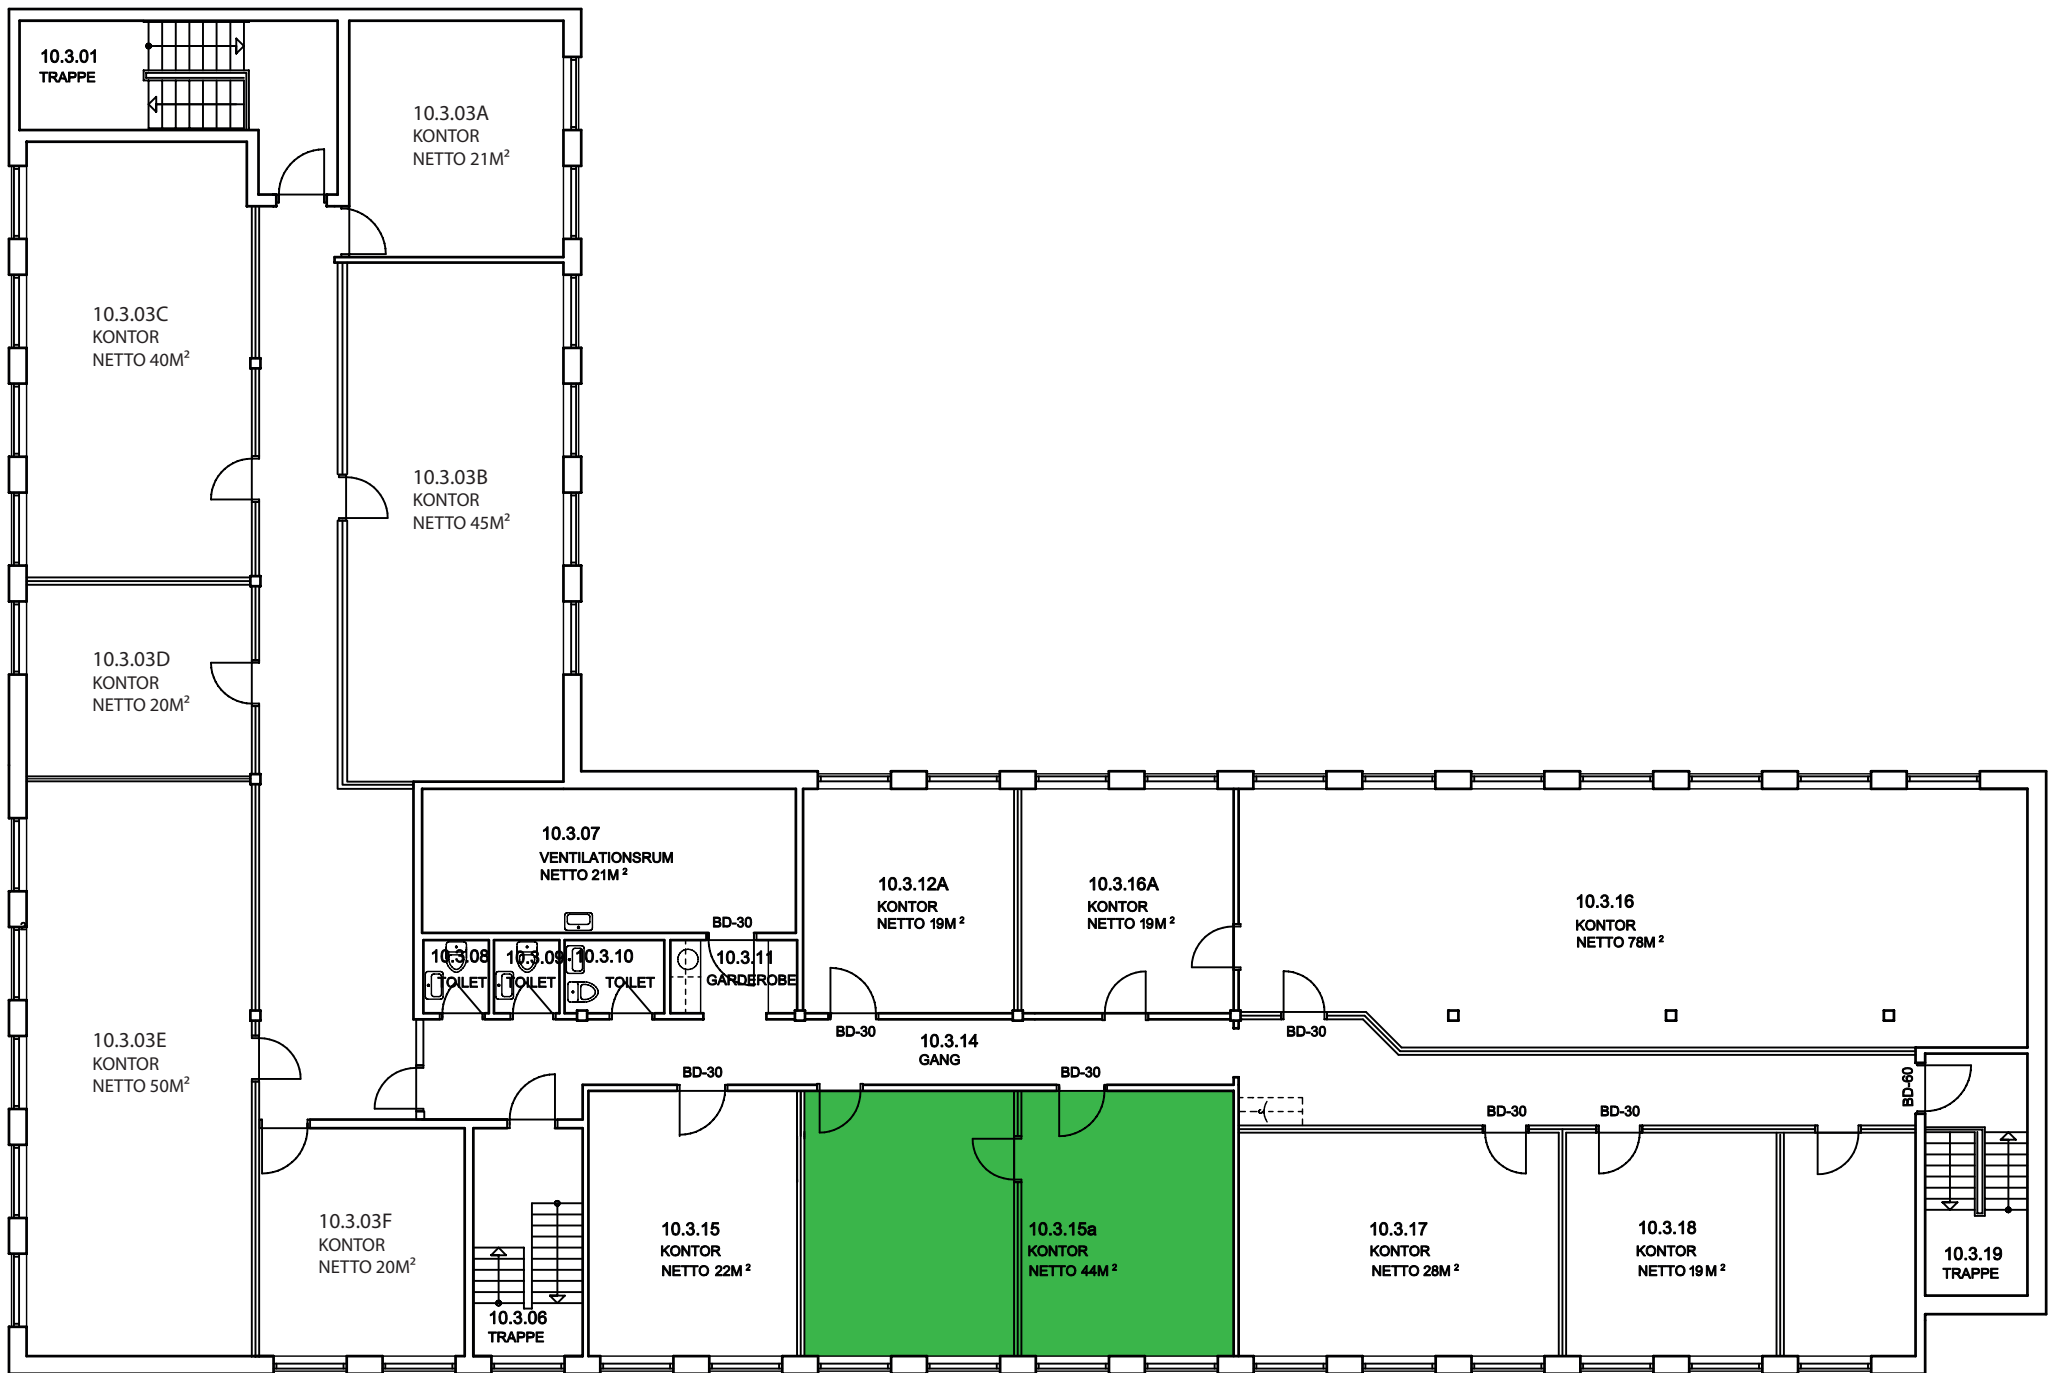 10.3.01
TRAPPE
10.3.03A
KONTOR
NETTO 21M²
10.3.03C
KONTOR
NETTO 40M²
10.3.03B
KONTOR
NETTO 45M²
10.3.03D
KONTOR
NETTO 20M²
10.3.07
VENTILATIONSRUM
NETTO 21M²
BD-30
10.3.12A
KONTOR
NETTO 19M²
10.3.16A
KONTOR
NETTO 19M²
10.3.16
KONTOR
NETTO 78M²
10.3.08
TOILET
10.3.09
TOILET
10.3.10
TOILET
10.3.11
GARDEROBE
10.3.03E
KONTOR
NETTO 50M²
BD-30
10.3.14
GANG
BD-30
BD-30
BD-30
BD-30
BD-30
BD-60
10.3.03F
KONTOR
NETTO 20M²
10.3.06
TRAPPE
10.3.15
KONTOR
NETTO 22M²
10.3.15a
KONTOR
NETTO 44M²
10.3.17
KONTOR
NETTO 28M²
10.3.18
KONTOR
NETTO 19M²
10.3.19
TRAPPE